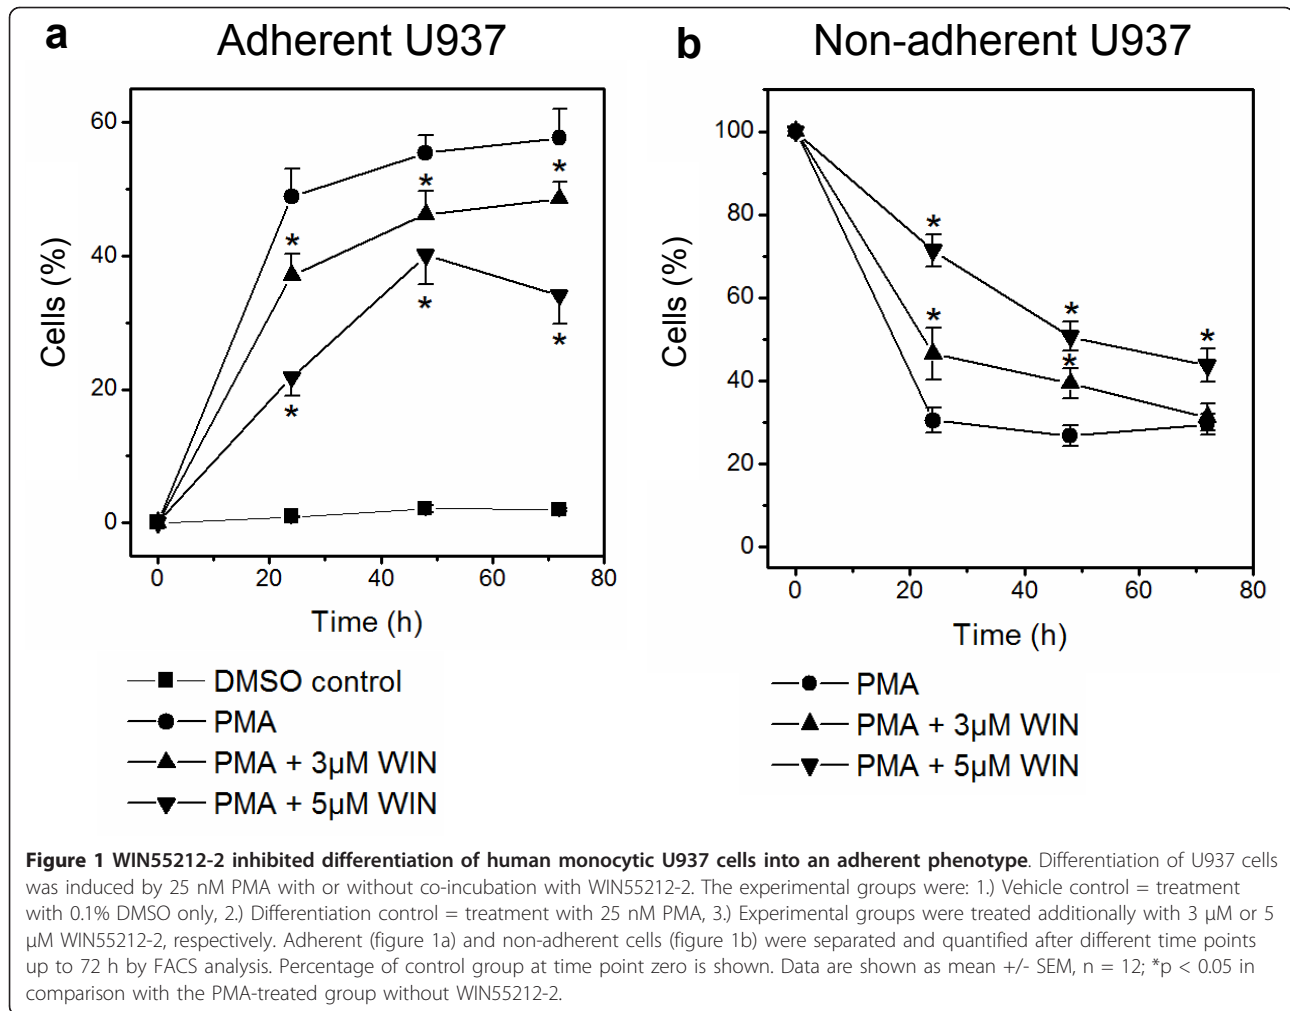 a Adherent U937
60
40
20
0
Cells (%)
* * *
* * *
0 20 40 60 80
Time (h)
DMSO control
PMA
PMA + 3µM WIN
PMA + 5µM WIN
b Non-adherent U937
100
80
60
40
20
0
Cells (%)
* * *
* *
0 20 40 60 80
Time (h)
PMA
PMA + 3µM WIN
PMA + 5µM WIN
Figure 1 WIN55212-2 inhibited differentiation of human monocytic U937 cells into an adherent phenotype. Differentiation of U937 cells
was induced by 25 nM PMA with or without co-incubation with WIN55212-2. The experimental groups were: 1.) Vehicle control = treatment
with 0.1% DMSO only, 2.) Differentiation control = treatment with 25 nM PMA, 3.) Experimental groups were treated additionally with 3 μM or 5
μM WIN55212-2, respectively. Adherent (figure 1a) and non-adherent cells (figure 1b) were separated and quantified after different time points
up to 72 h by FACS analysis. Percentage of control group at time point zero is shown. Data are shown as mean +/- SEM, n = 12; *p < 0.05 in
comparison with the PMA-treated group without WIN55212-2.